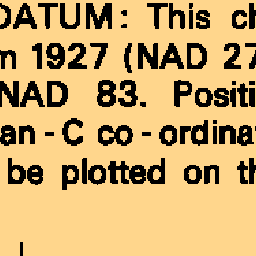 DATUM: This ch
m 1927 (NAD 27
NAD 83. Positi
an-C co-ordinat
be plotted on th